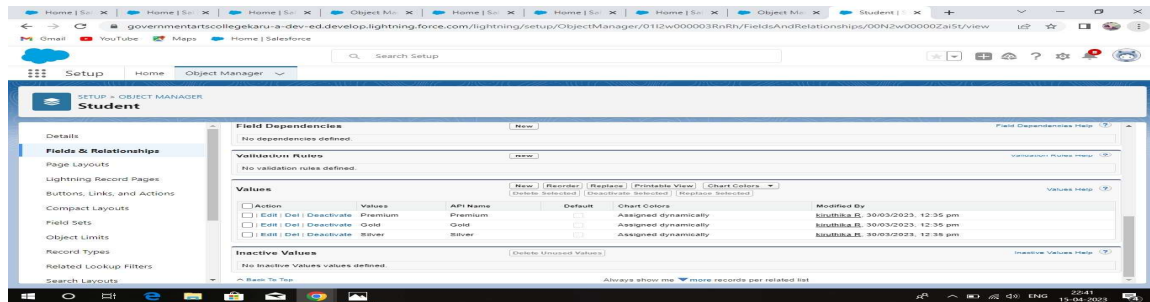 Home | Sal
Home | Sal
Home | Sal
Object Ma
Home | Sal
Home | Sal
Home | Sal
Object Ma
Student |
governmentartscollegekaru-a-dev-ed.develop.lightning.force.com/lightning/setup/ObjectManager/01I2w000003RnRh/FieldsAndRelationships/00N2w00000Zai5t/view
Gmail YouTube Maps Home | Salesforce
Search Setup
Setup Home Object Manager
SETUP > OBJECT MANAGER
Student
Details
Fields & Relationships
Page Layouts
Lightning Record Pages
Buttons, Links, and Actions
Compact Layouts
Field Sets
Object Limits
Record Types
Related Lookup Filters
Search Layouts
Field Dependencies New Field Dependencies Help
No dependencies defined.
Validation Rules New Validation Rules Help
No validation rules defined.
Values New Reorder Replace Printable View Chart Colors Values Help
Delete Selected Deactivate Selected Replace Selected
Action Values API Name Default Chart Colors Modified By
Edit | Del | Deactivate Premium Premium Assigned dynamically kiruthika R, 30/03/2023, 12:35 pm
Edit | Del | Deactivate Gold Gold Assigned dynamically kiruthika R, 30/03/2023, 12:35 pm
Edit | Del | Deactivate Silver Silver Assigned dynamically kiruthika R, 30/03/2023, 12:35 pm
Inactive Values Delete Unused Values Inactive Values Help
No Inactive Values values defined.
Back To Top Always show me more records per related list
ENG
22:41
15-04-2023